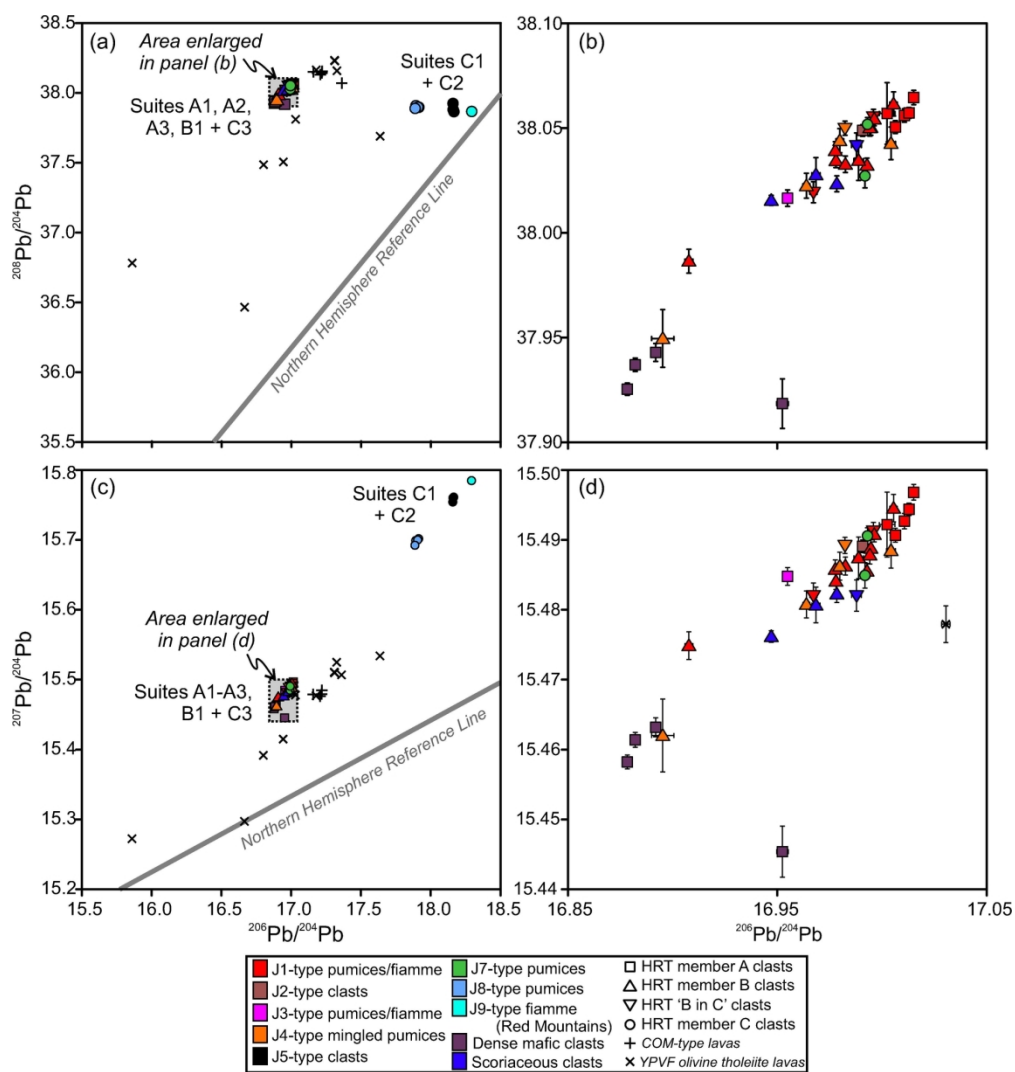 38.5
(a)
Area enlarged
in panel (b)
Suites C1
+ C2
Suites A1, A2,
A3, B1 + C3
38.0
37.5
37.0
36.5
36.0
35.5
208Pb/204Pb
Northern Hemisphere Reference Line
38.10
(b)
38.05
38.00
37.95
37.90
15.8
(c)
Suites C1
+ C2
15.7
15.6
Area enlarged
in panel (d)
Suites A1-A3,
B1 + C3
15.5
15.4
15.3
15.2
207Pb/204Pb
Northern Hemisphere Reference Line
15.5 16.0 16.5 17.0 17.5 18.0 18.5
206Pb/204Pb
15.50
(d)
15.49
15.48
15.47
15.46
15.45
15.44
16.85 16.95 17.05
206Pb/204Pb
J1-type pumices/fiamme
J2-type clasts
J3-type pumices/fiamme
J4-type mingled pumices
J5-type clasts
J7-type pumices
J8-type pumices
J9-type fiamme
(Red Mountains)
Dense mafic clasts
Scoriaceous clasts
HRT member A clasts
HRT member B clasts
HRT 'B in C' clasts
HRT member C clasts
COM-type lavas
YPVF olivine tholeiite lavas